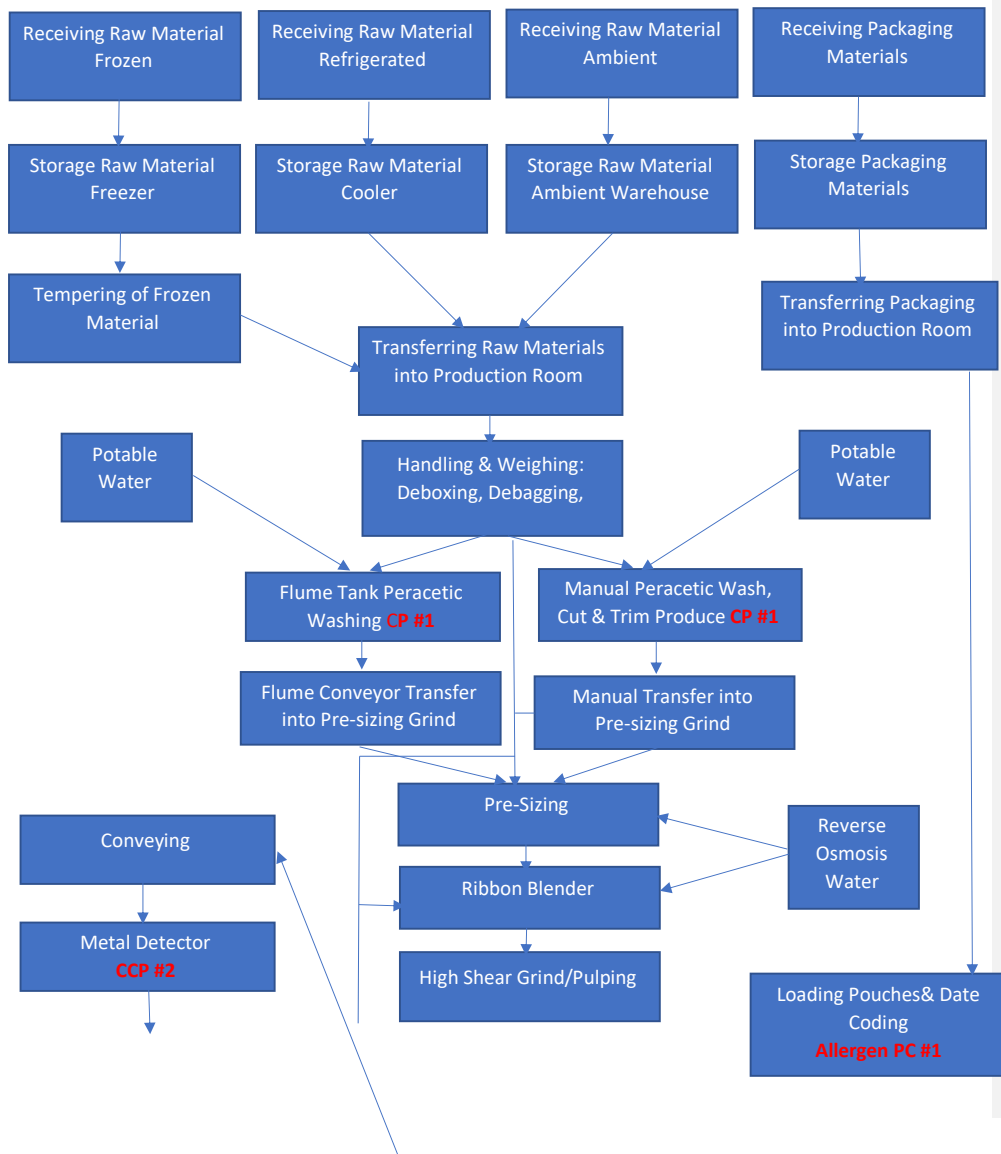 Receiving Raw Material
Frozen
Receiving Raw Material
Refrigerated
Receiving Raw Material
Ambient
Receiving Packaging
Materials
Storage Raw Material
Freezer
Storage Raw Material
Cooler
Storage Raw Material
Ambient Warehouse
Storage Packaging
Materials
Tempering of Frozen
Material
Transferring Packaging
into Production Room
Transferring Raw Materials
into Production Room
Potable
Water
Handling & Weighing:
Deboxing, Debagging,
Potable
Water
Flume Tank Peracetic
Washing CP #1
Manual Peracetic Wash,
Cut & Trim Produce CP #1
Flume Conveyor Transfer
into Pre-sizing Grind
Manual Transfer into
Pre-sizing Grind
Pre-Sizing
Conveying
Reverse
Osmosis
Water
Ribbon Blender
Metal Detector
CCP #2
High Shear Grind/Pulping
Loading Pouches& Date
Coding
Allergen PC #1